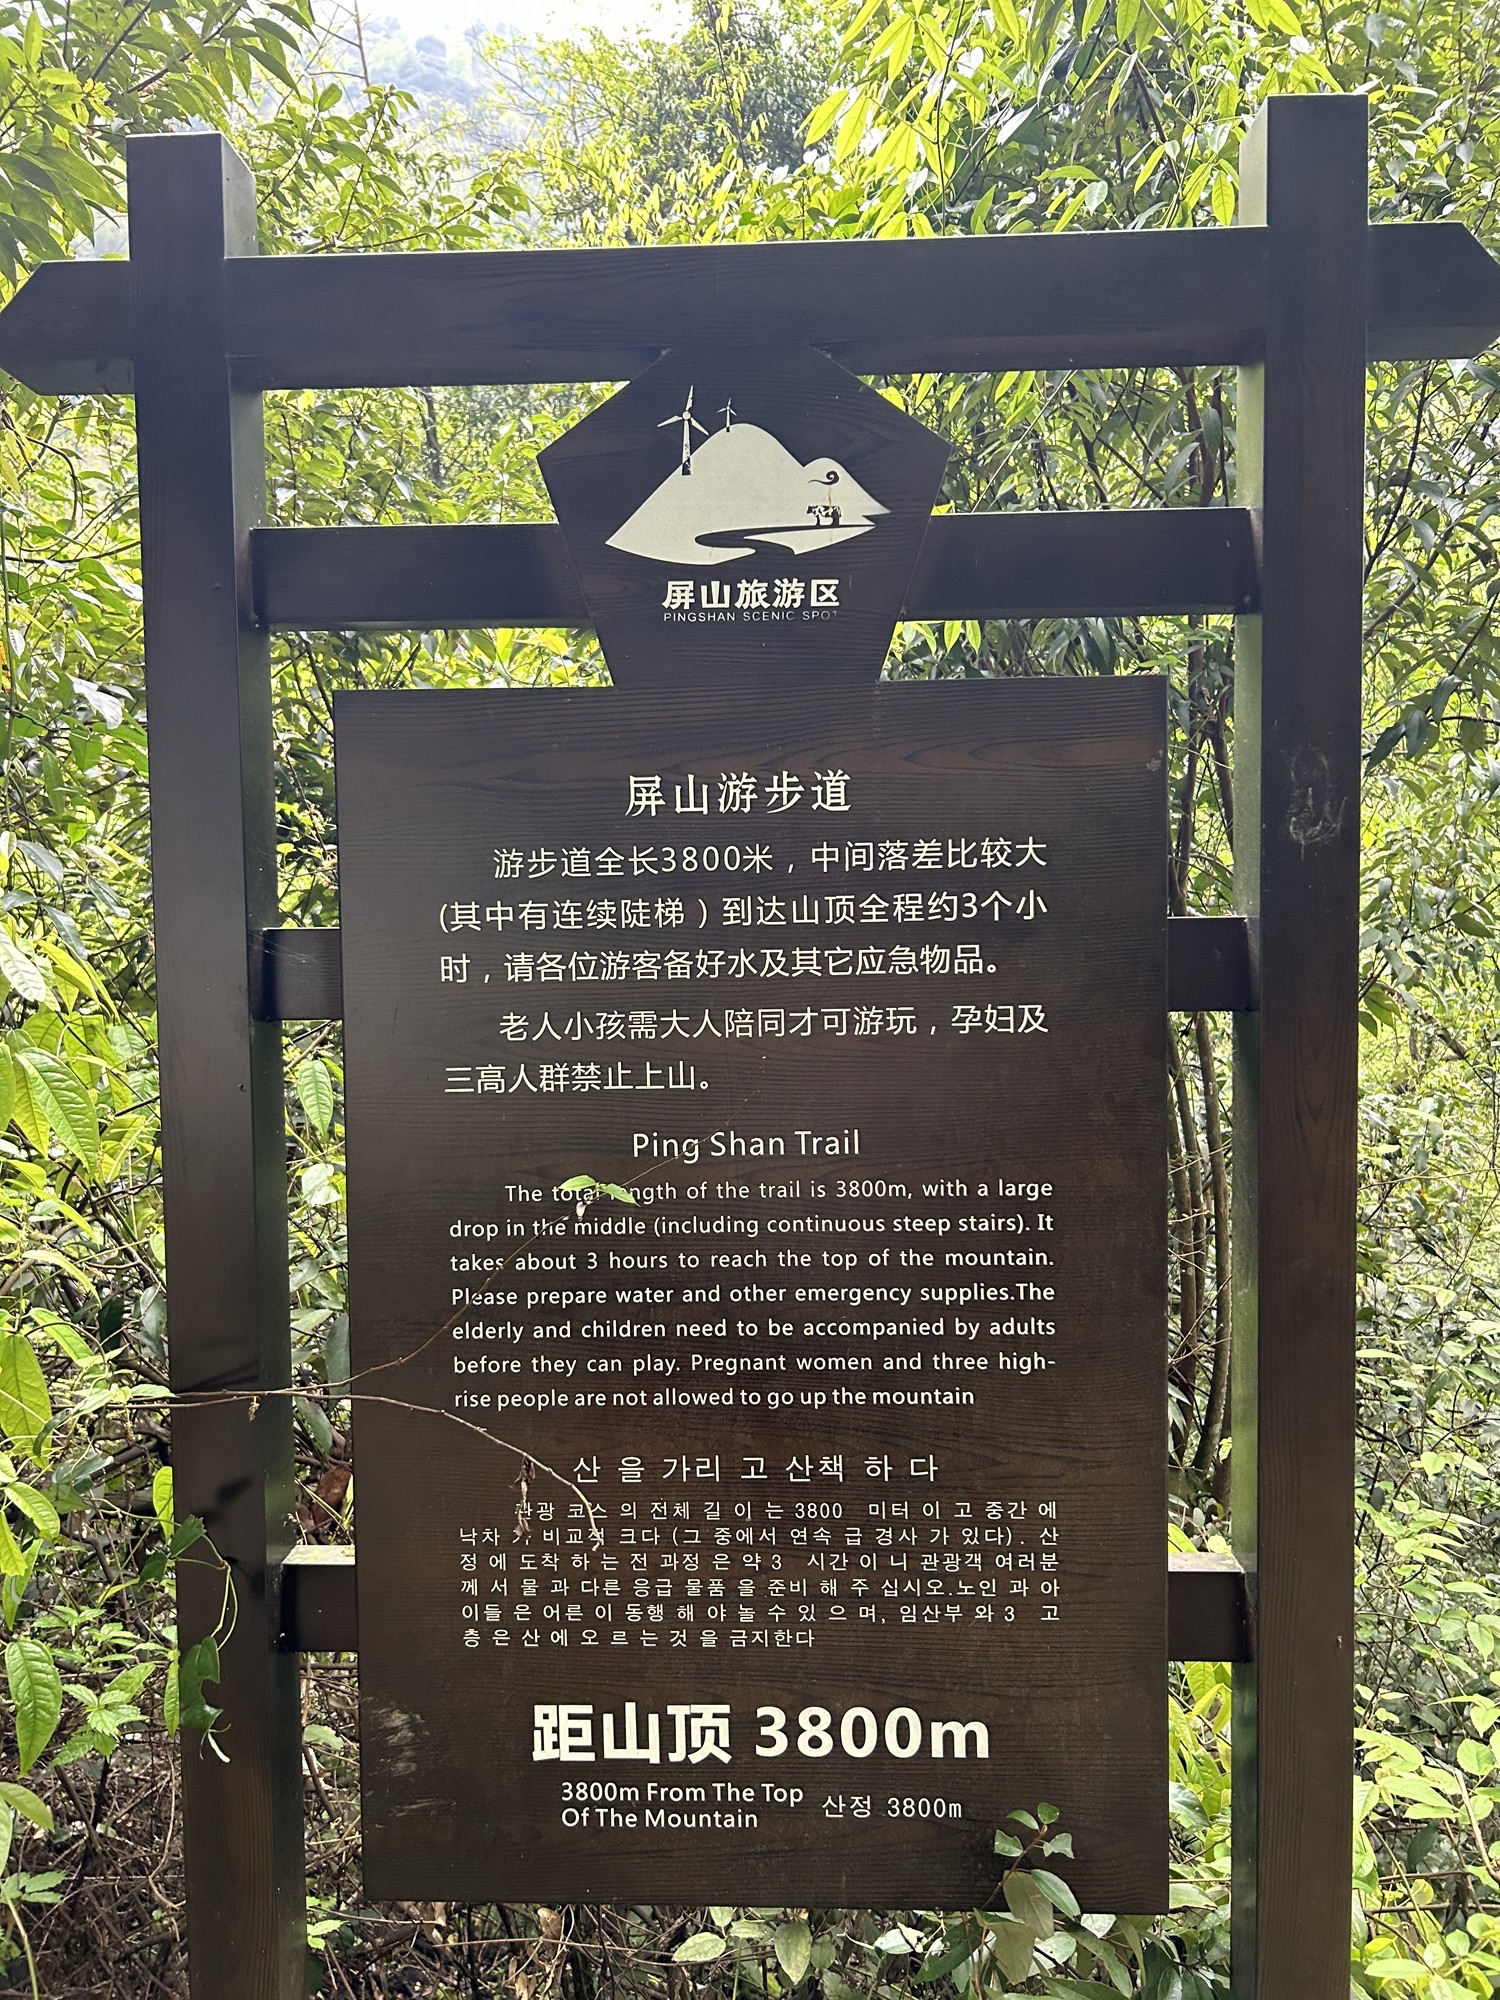 屏山旅游区
PINGSHAN SCENIC SPOT
屏山游步道
游步道全长3800米，中间落差比较大
(其中有连续陡梯）到达山顶全程约3个小
时，请各位游客备好水及其它应急物品。
老人小孩需大人陪同才可游玩，孕妇及
三高人群禁止上山。
Ping Shan Trail
The total length of the trail is 3800m, with a large
drop in the middle (including continuous steep stairs). It
takes about 3 hours to reach the top of the mountain.
Please prepare water and other emergency supplies.The
elderly and children need to be accompanied by adults
before they can play. Pregnant women and three high-
rise people are not allowed to go up the mountain
산 을 가리 고 산책 하 다
관광 코스 의 전체 길 이 는 3800 미터 이 고 중간 에
낙차 가 비교적 크다 (그 중에서 연속 급 경사 가 있다). 산
정 에 도착 하 는 전 과정 은 약 3 시간 이 니 관광객 여러분
께 서 물 과 다른 응급 물품 을 준비 해 주 십시오.노인 과 아
이들 은 어른 이 동행 해 야 놀 수 있 으 며, 임산부 와 3 고
층 은 산 에 오 르 는 것 을 금지한다
距山顶 3800m
3800m From The Top
Of The Mountain
산정 3800m